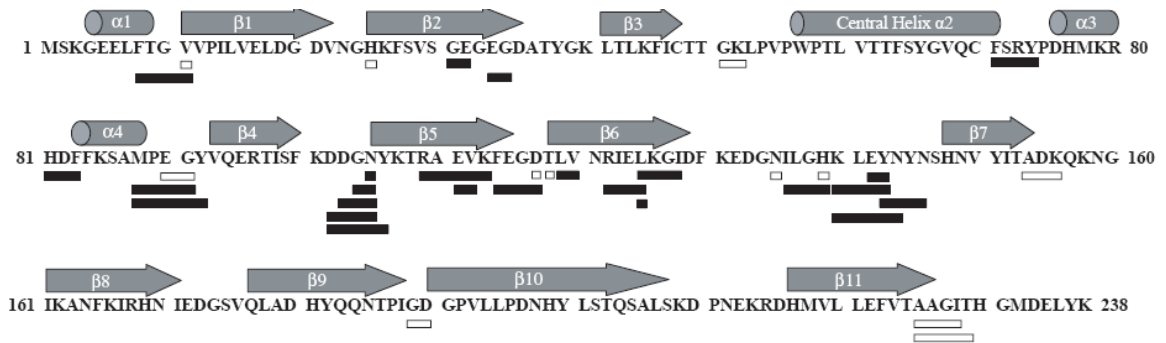 α1 β1 β2 β3 Central Helix α2 α3
1 MSKGEELFTG VVPILVELDG DVNGHKFSVS GEGEGDATYGK LTLKFICTT GKLPVPWPTL VTTFSYGVQC FSRYPDHMKR 80
α4 β4 β5 β6 β7
81 HDFFKSAMPE GYVQERTISF KDDGNYKTRA EVKFEGDTLV NRIELKGIDF KEDGNILGHK LEYNYNSHNV YITADKQKNG 160
β8 β9 β10 β11
161 IKANFKIRHN IEDGSVQLAD HYQQNTPIGD GPVLLPDNHY LSTQSALSKD PNEKRDHMVL LEFVTAAGITH GMDELYK 238